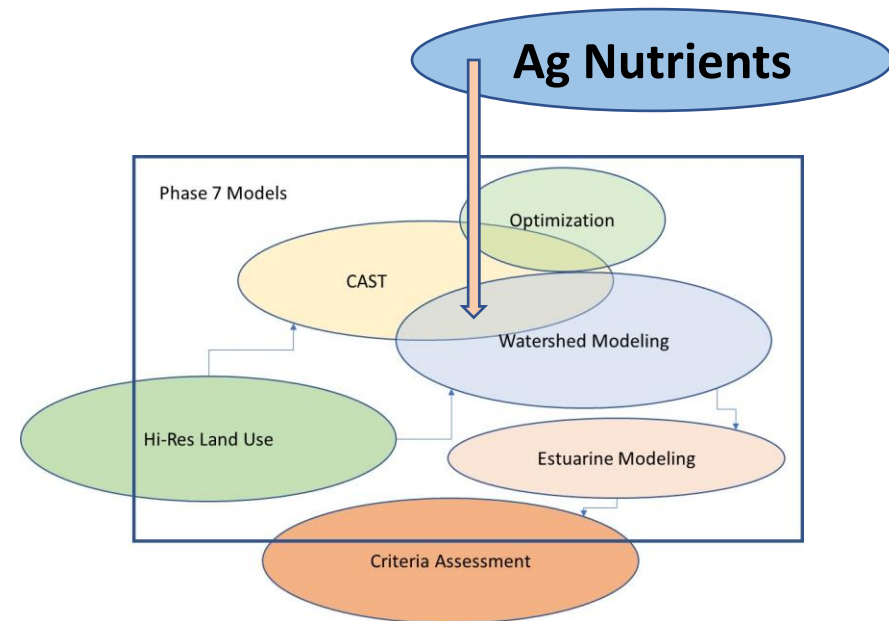 Ag Nutrients
Phase 7 Models
Optimization
CAST
Watershed Modeling
Hi-Res Land Use
Estuarine Modeling
Criteria Assessment